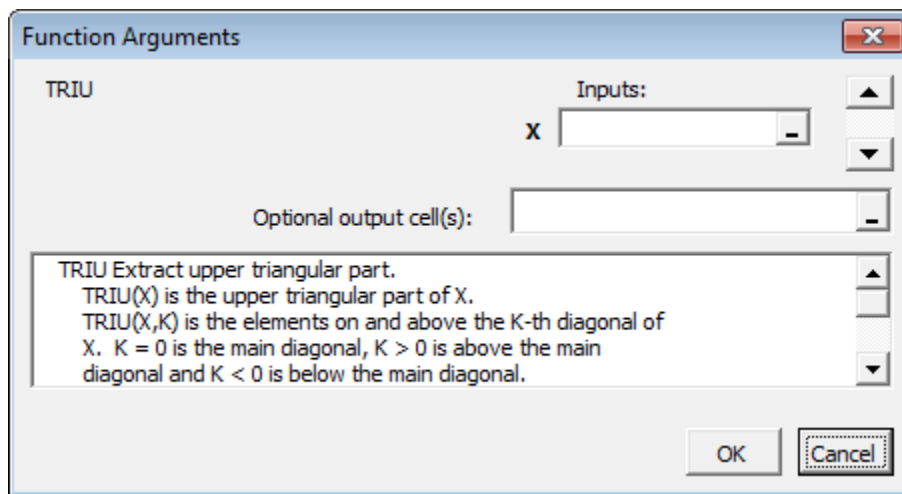 Function Arguments
TRIU
Inputs:
X
Optional output cell(s):
TRIU Extract upper triangular part.
TRIU(X) is the upper triangular part of X.
TRIU(X,K) is the elements on and above the K-th diagonal of
X.  K = 0 is the main diagonal, K > 0 is above the main
diagonal and K < 0 is below the main diagonal.
OK
Cancel